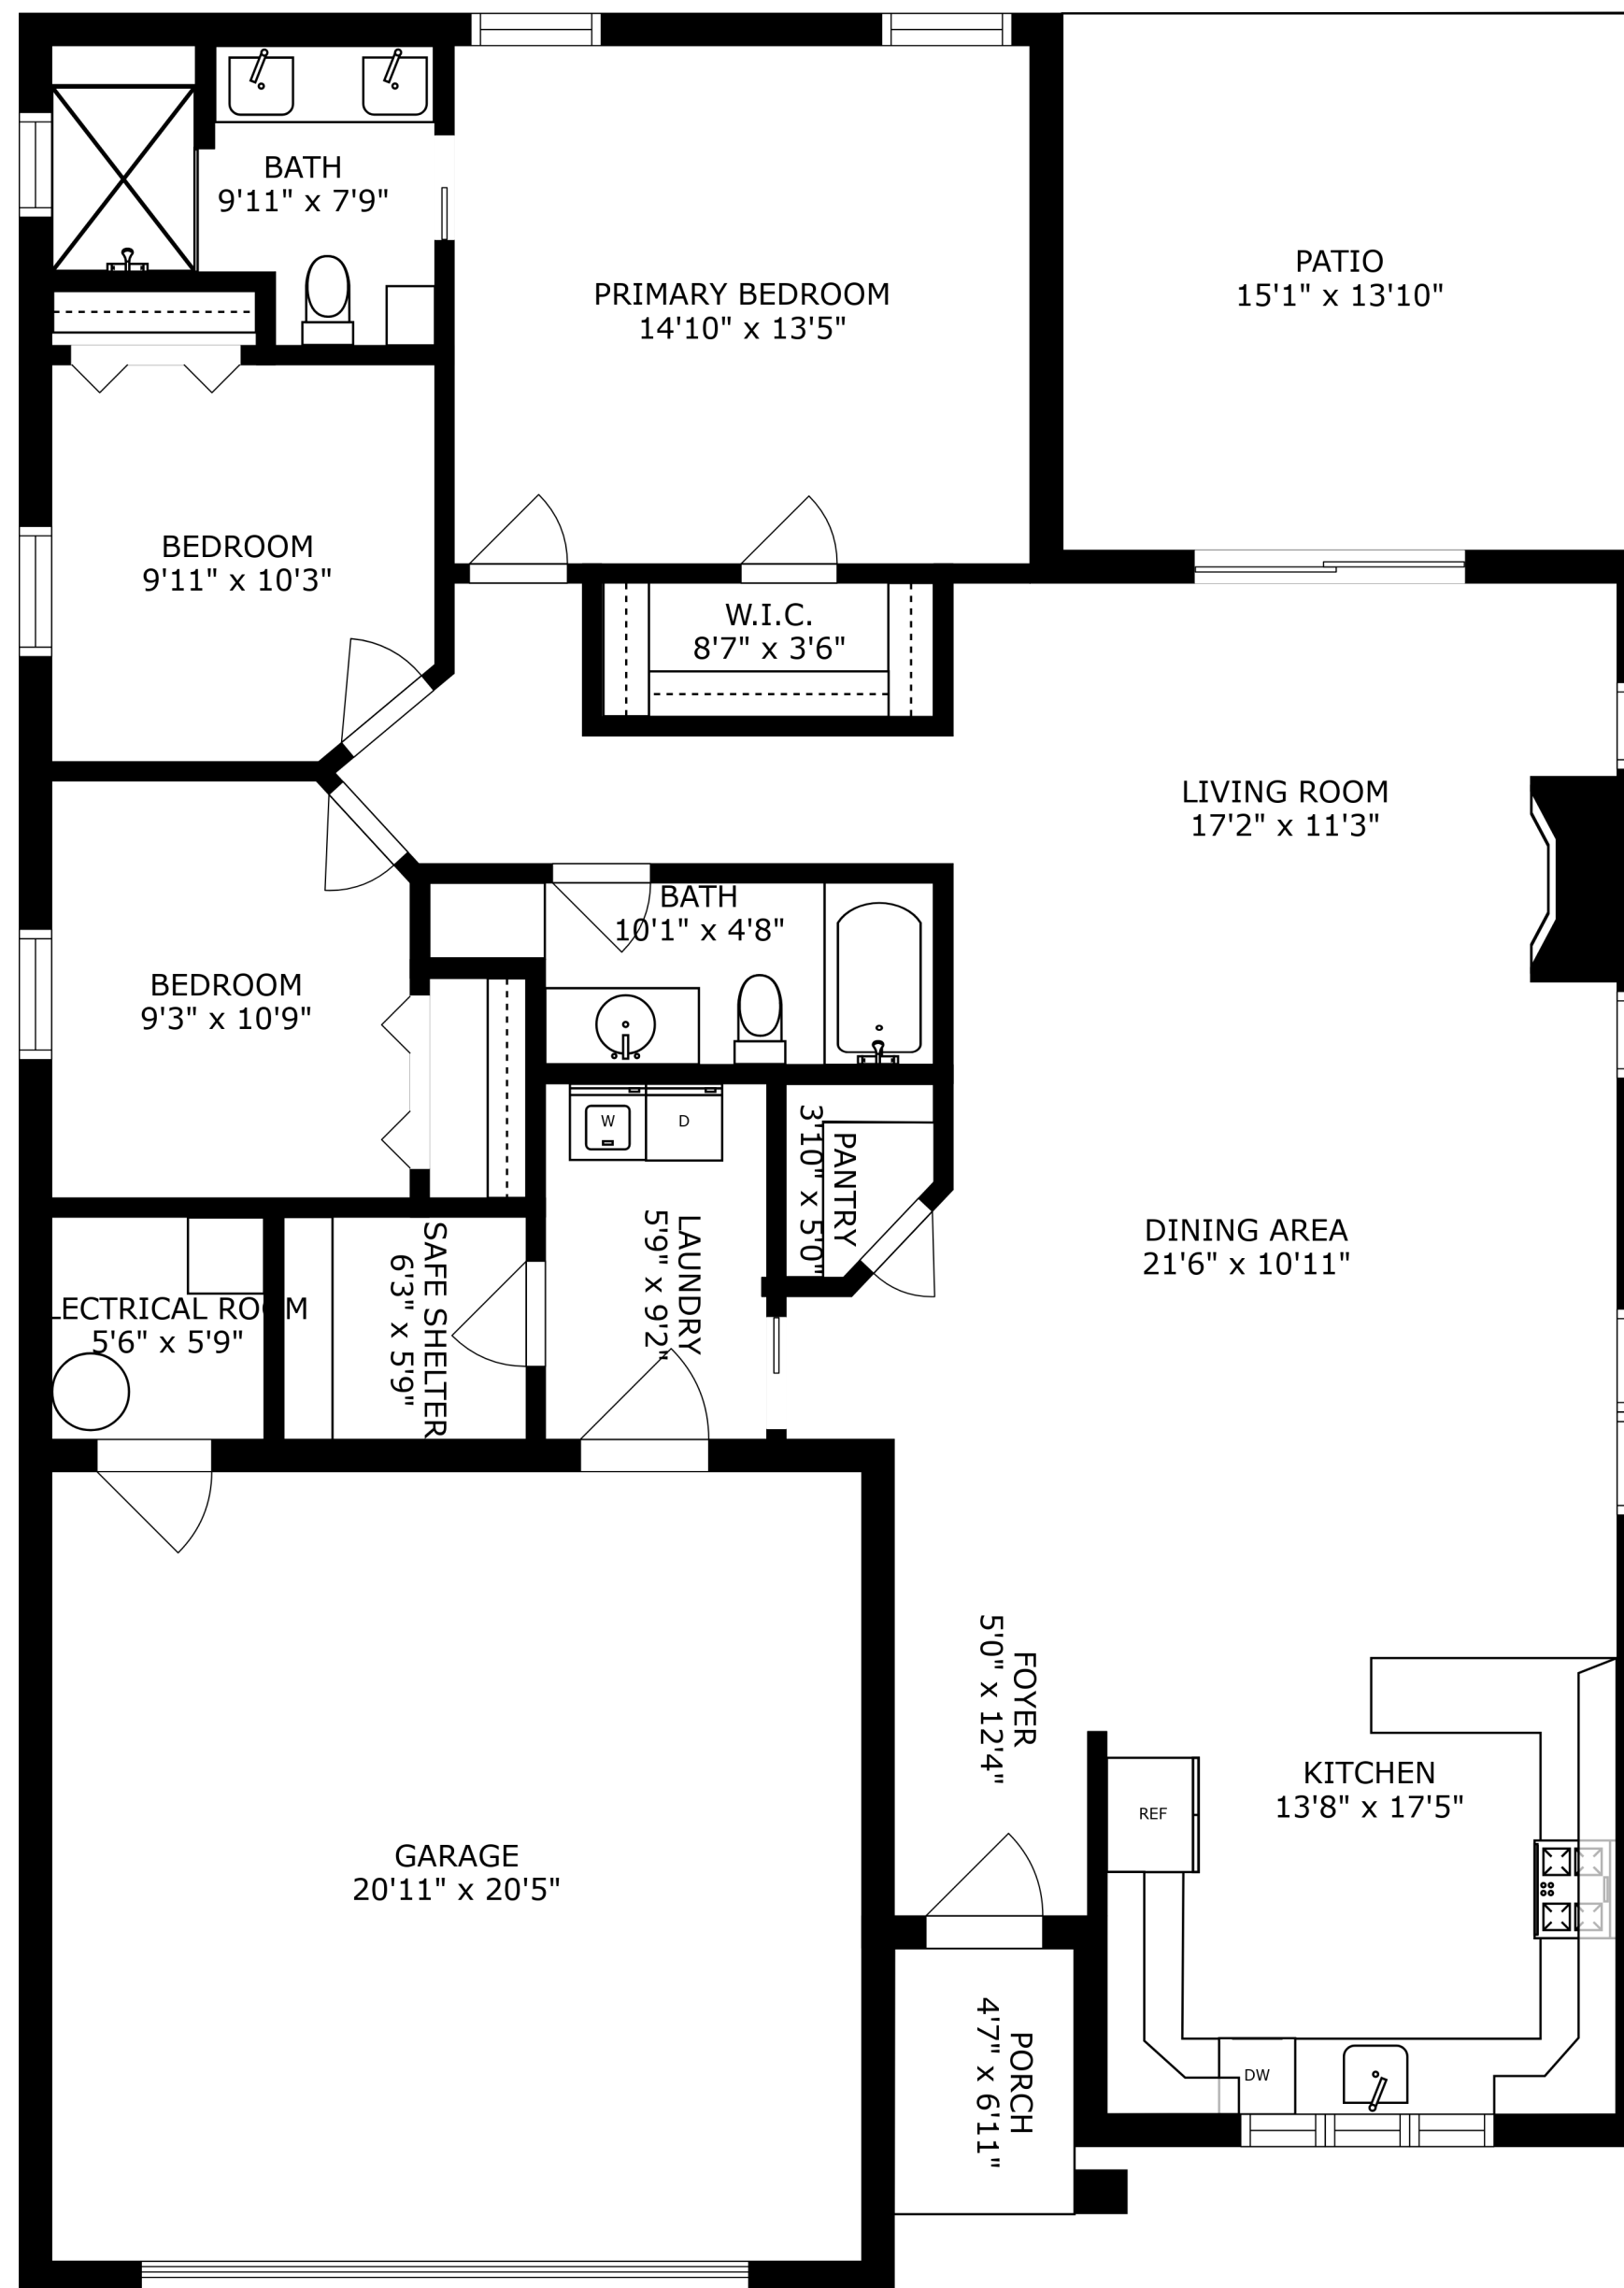 BATH
9'11" x 7'9"
PRIMARY BEDROOM
14'10" x 13'5"
PATIO
15'1" x 13'10"
BEDROOM
9'11" x 10'3"
W.I.C.
8'7" x 3'6"
LIVING ROOM
17'2" x 11'3"
BATH
10'1" x 4'8"
BEDROOM
9'3" x 10'9"
W
D
PANTRY
3'10" x 5'0"
LAUNDRY
5'9" x 9'2"
SAFE SHELTER
6'3" x 5'9"
DINING AREA
21'6" x 10'11"
LECTRICAL ROOM
5'6" x 5'9"
FOYER
5'0" x 12'4"
KITCHEN
13'8" x 17'5"
REF
GARAGE
20'11" x 20'5"
PORCH
4'7" x 6'11"
DW